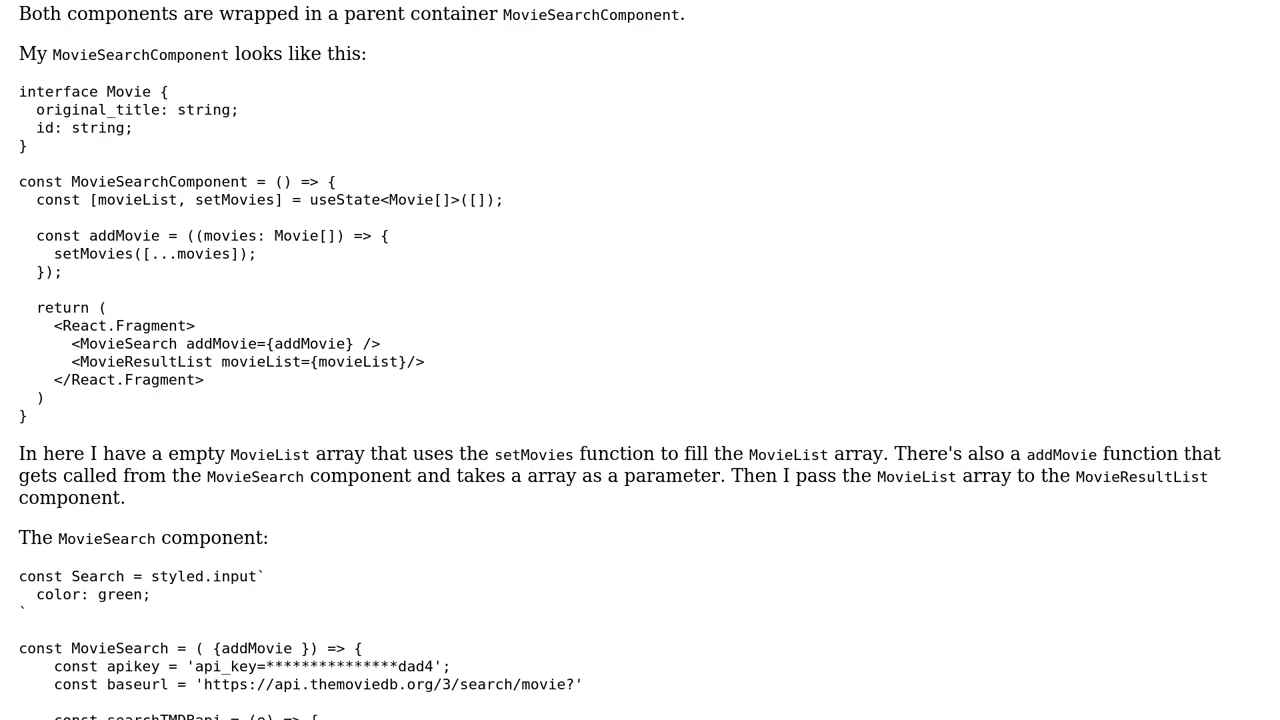 Both components are wrapped in a parent container MovieSearchComponent.
My MovieSearchComponent looks like this:
interface Movie {
  original_title: string;
  id: string;
}
const MovieSearchComponent = () => {
  const [movieList, setMovies] = useState<Movie[]>([]);
  const addMovie = ((movies: Movie[]) => {
    setMovies([...movies]);
  });
  return (
    <React.Fragment>
      <MovieSearch addMovie={addMovie} />
      <MovieResultList movieList={movieList}/>
    </React.Fragment>
  )
}
In here I have a empty MovieList array that uses the setMovies function to fill the MovieList array. There's also a addMovie function that
gets called from the MovieSearch component and takes a array as a parameter. Then I pass the MovieList array to the MovieResultList
component.
The MovieSearch component:
const Search = styled.input`
  color: green;
`
const MovieSearch = ( {addMovie }) => {
    const apikey = 'api_key=***************dad4';
    const baseurl = 'https://api.themoviedb.org/3/search/movie?'
    const searchTMDBapi = (e) => {